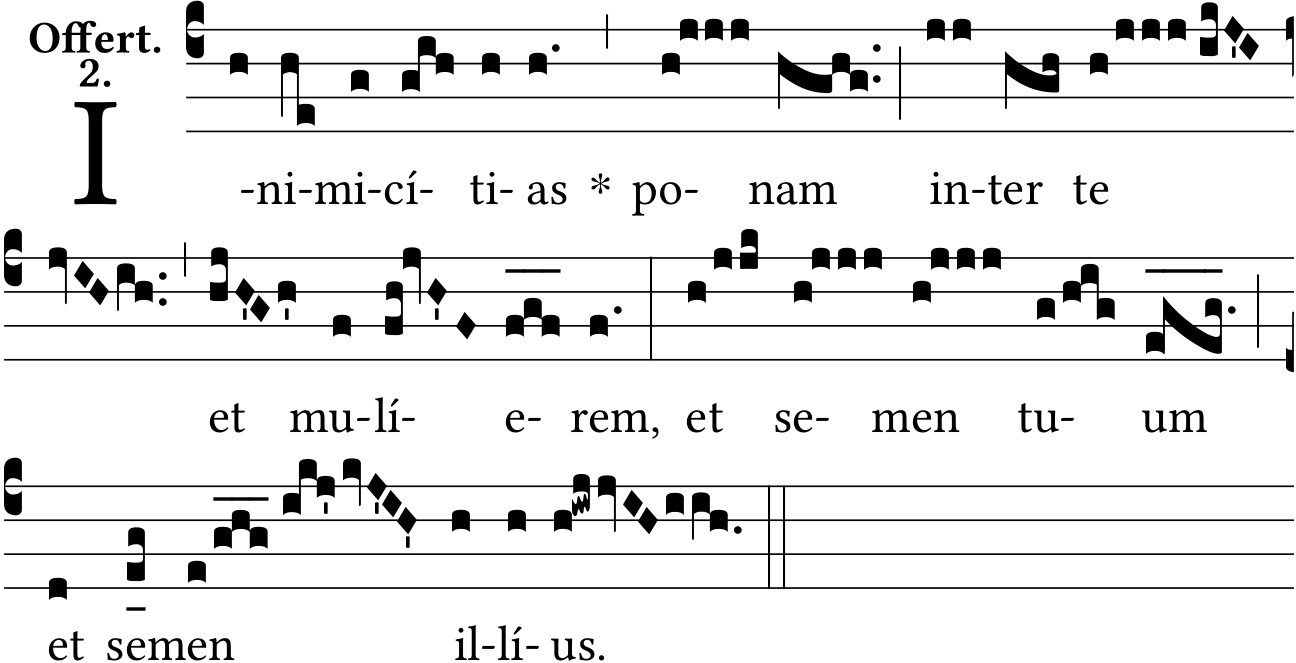 Offert.
2.
I-ni-mi-cí- ti- as * po- nam in-ter te
et mu-lí- e- rem, et se- men tu- um
et semen il-lí- us.